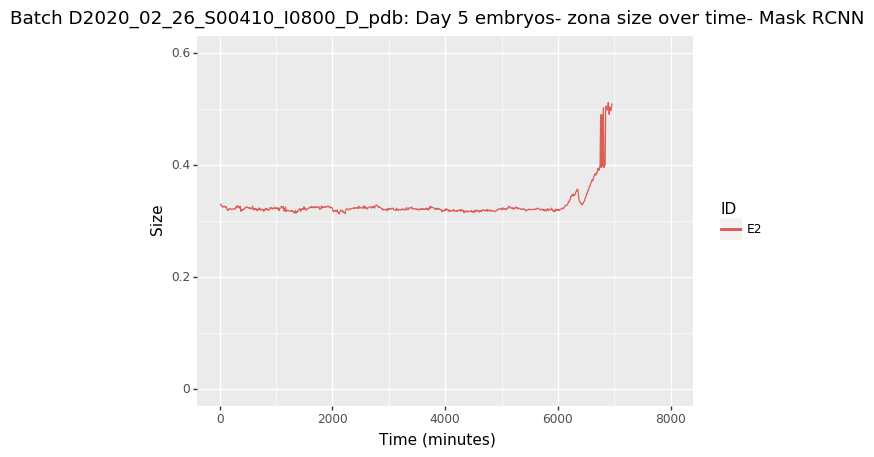 Batch D2020_02_26_S00410_I0800_D_pdb: Day 5 embryos- zona size over time- Mask RCNN
0.6
0.4
0.2
0
Size
0 2000 4000 6000 8000
Time (minutes)
ID
E2